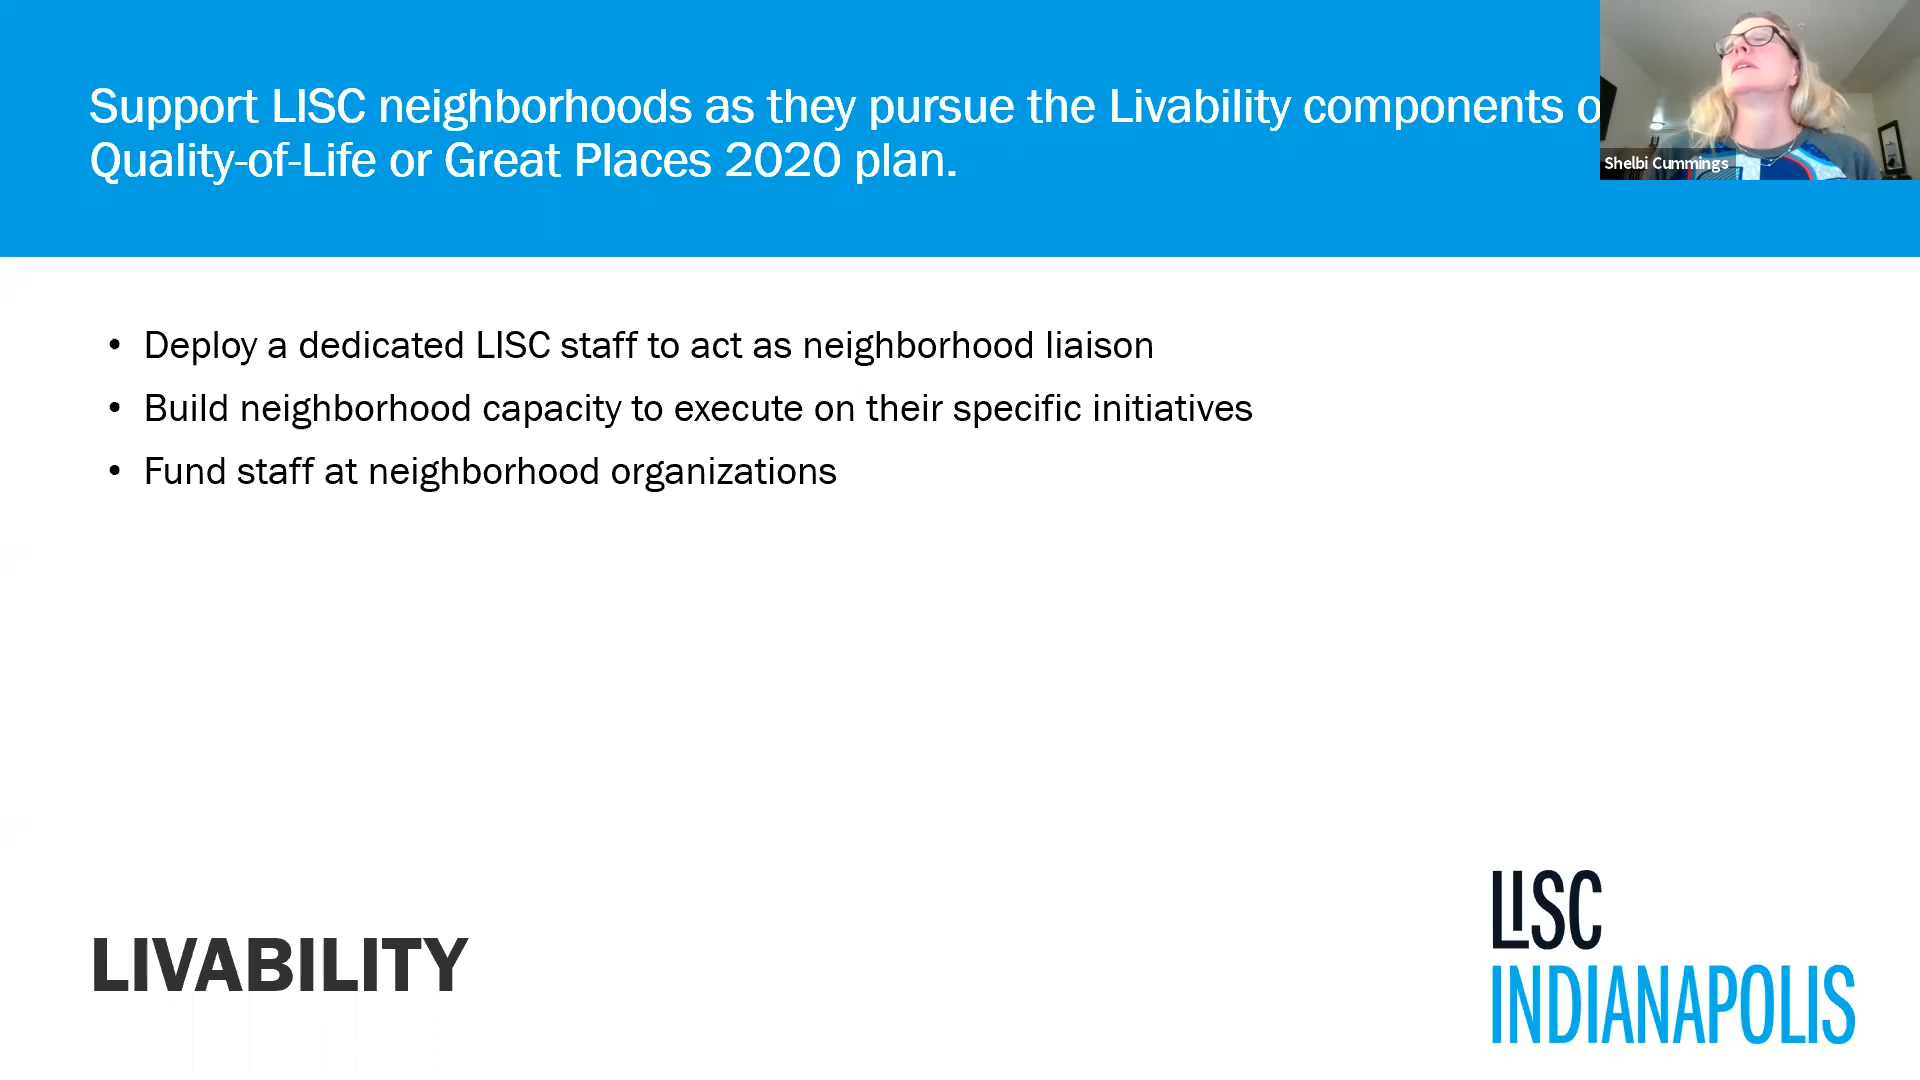 Support LISC neighborhoods as they pursue the Livability components
Quality-of-Life or Great Places 2020 plan.
Shelbi Cummings
• Deploy a dedicated LISC staff to act as neighborhood liaison
• Build neighborhood capacity to execute on their specific initiatives
• Fund staff at neighborhood organizations
LIVABILITY
LISC
INDIANAPOLIS